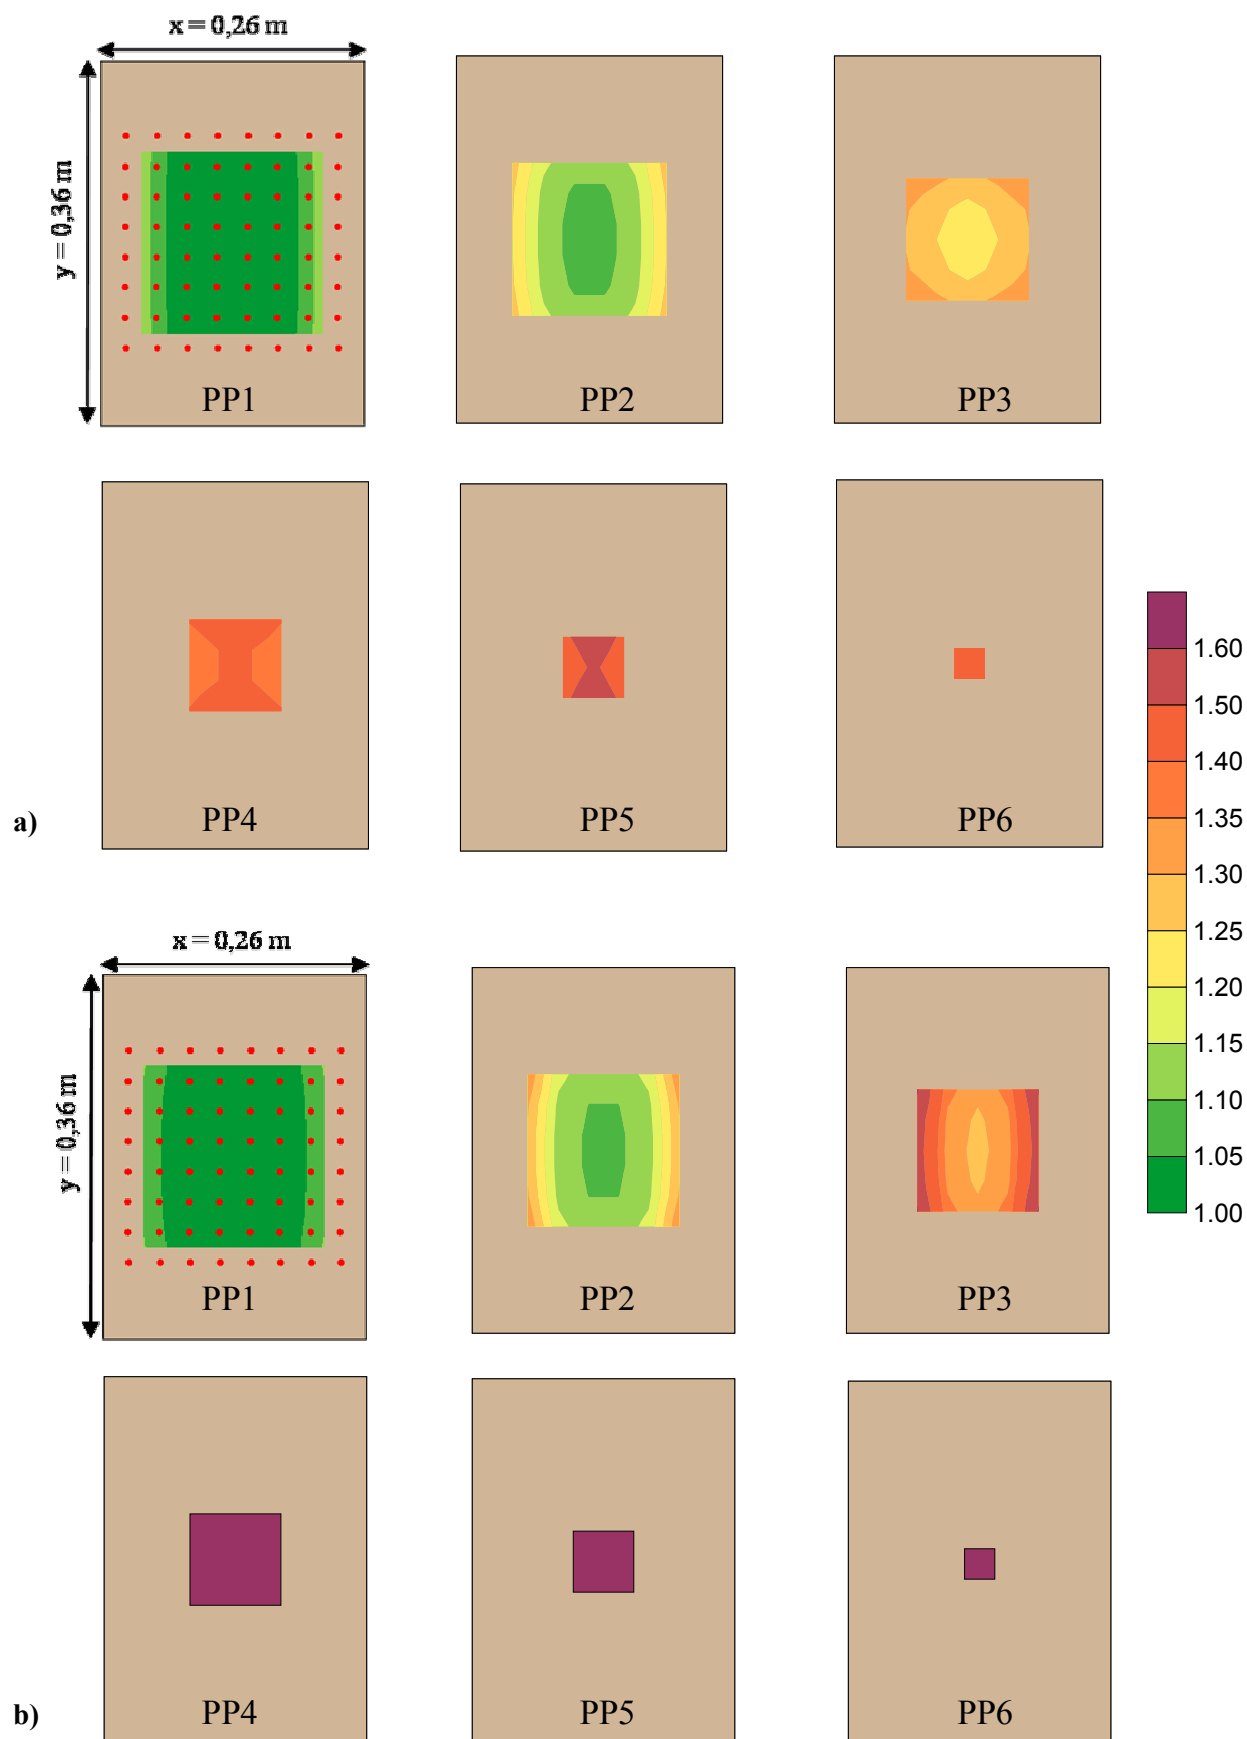 x = 0,26 m
y = 0,36 m
PP1
PP2
PP3
a)
PP4
PP5
PP6
1.60
1.50
1.40
1.35
1.30
1.25
1.20
1.15
1.10
1.05
1.00
x = 0,26 m
y = 0,36 m
PP1
PP2
PP3
b)
PP4
PP5
PP6